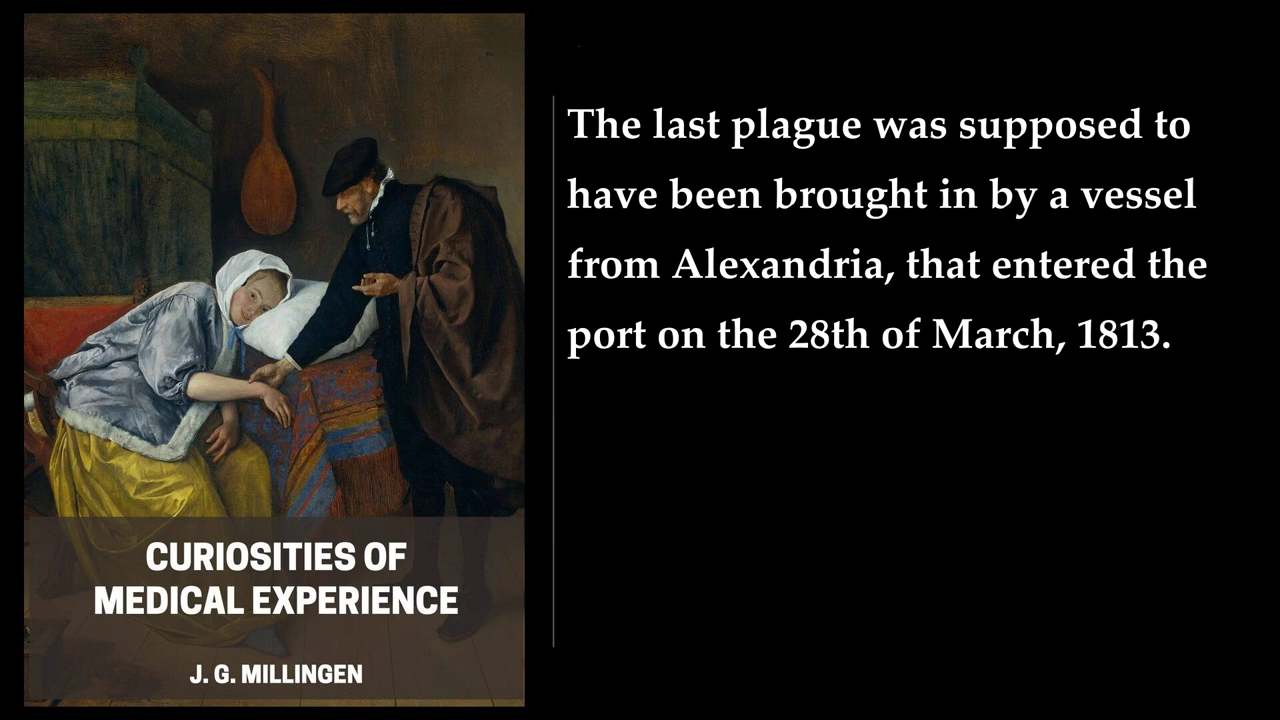 The last plague was supposed to
have been brought in by a vessel
from Alexandria, that entered the
port on the 28th of March, 1813.
CURIOSITIES OF
MEDICAL EXPERIENCE
J. G. MILLINGEN